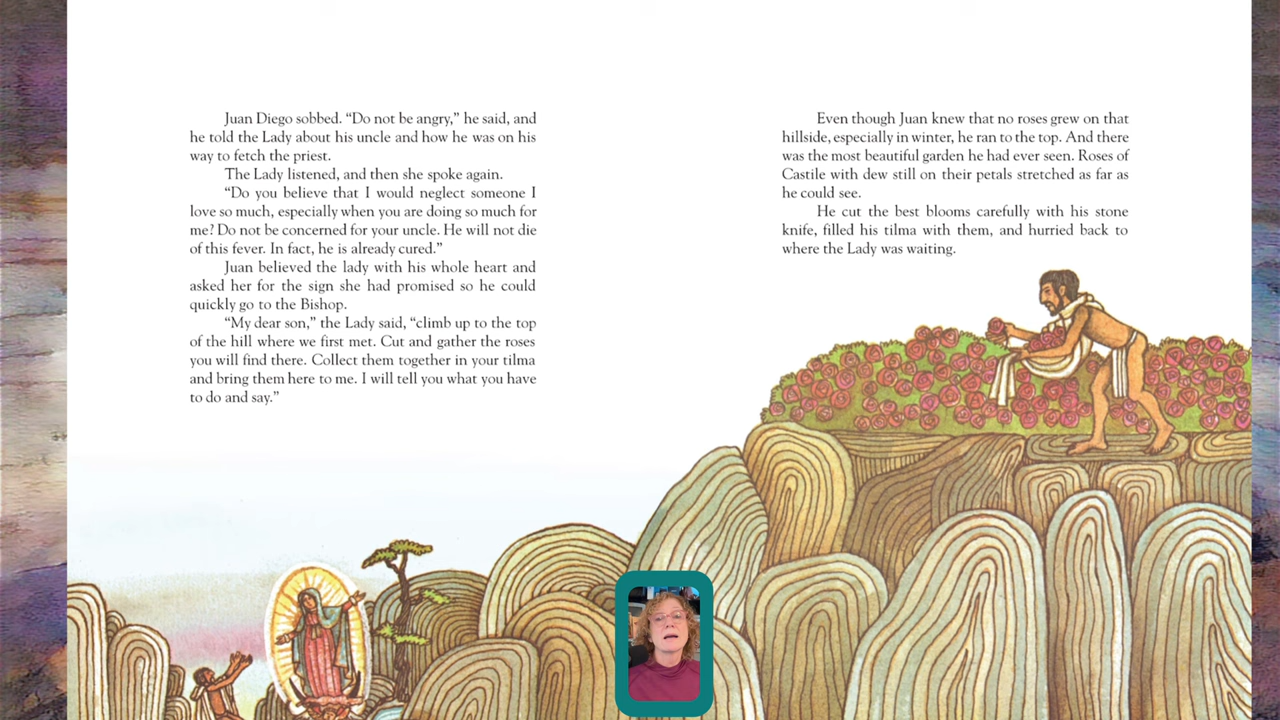 Juan Diego sobbed. “Do not be angry,” he said, and
he told the Lady about his uncle and how he was on his
way to fetch the priest.
The Lady listened, and then she spoke again.
“Do you believe that I would neglect someone I
love so much, especially when you are doing so much for
me? Do not be concerned for your uncle. He will not die
of this fever. In fact, he is already cured.”
Juan believed the lady with his whole heart and
asked her for the sign she had promised so he could
quickly go to the Bishop.
“My dear son,” the Lady said, “climb up to the top
of the hill where we first met. Cut and gather the roses
you will find there. Collect them together in your tilma
and bring them here to me. I will tell you what you have
to do and say.”
Even though Juan knew that no roses grew on that
hillside, especially in winter, he ran to the top. And there
was the most beautiful garden he had ever seen. Roses of
Castile with dew still on their petals stretched as far as
he could see.
He cut the best blooms carefully with his stone
knife, filled his tilma with them, and hurried back to
where the Lady was waiting.